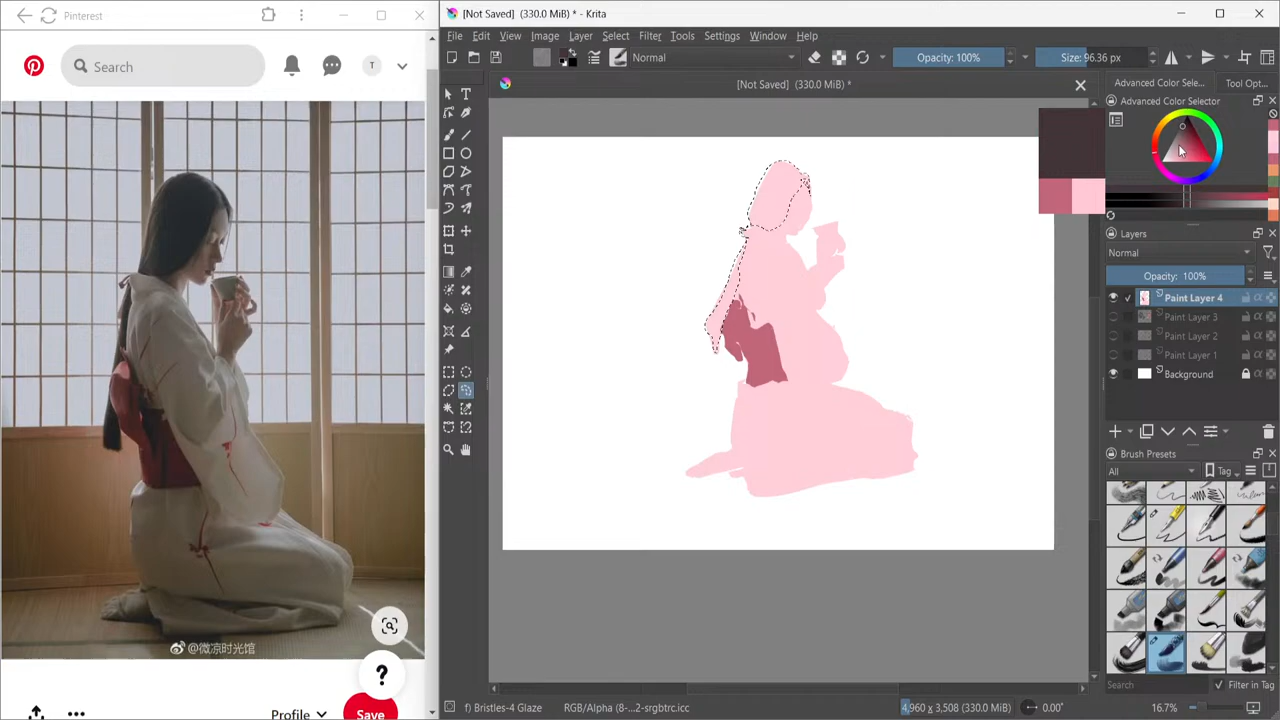 Pinterest
Search
T
@微凉时光馆
?
Profile
Save
[Not Saved] (330.0 MiB) * - Krita
File Edit View Image Layer Select Filter Tools Settings Window Help
Normal
Opacity: 100%
Size: 96.36 px
[Not Saved] (330.0 MiB) *
Advanced Color Sele...
Tool Opt...
Advanced Color Selector
Layers
Normal
Opacity: 100%
Paint Layer 4
Paint Layer 3
Paint Layer 2
Paint Layer 1
Background
Brush Presets
All
Tag
Search
Filter in Tag
f) Bristles-4 Glaze
RGB/Alpha (8-...2-srgbtrc.icc
4,960 x 3,508 (330.0 MiB)
0.00°
16.7%